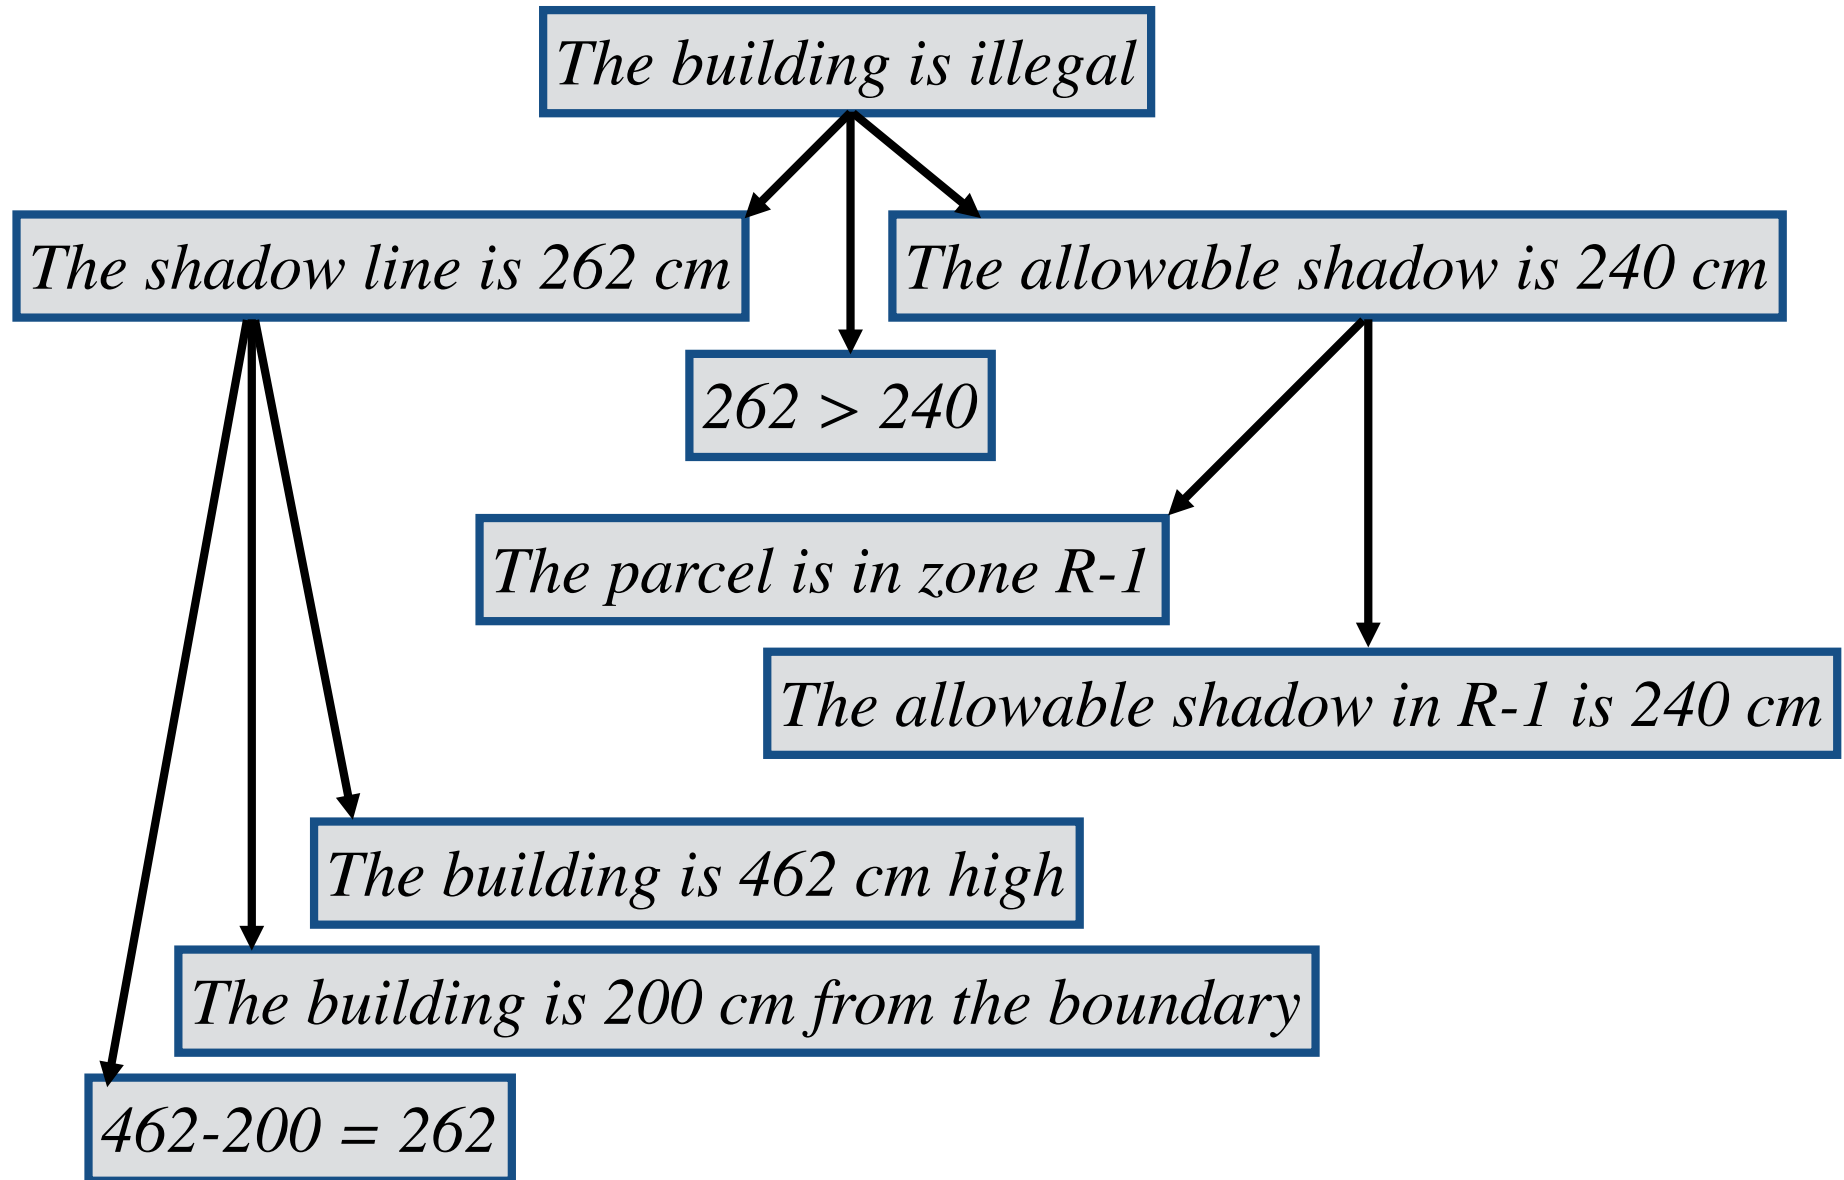 The building is illegal
The shadow line is 262 cm
The allowable shadow is 240 cm
262 > 240
The parcel is in zone R-1
The allowable shadow in R-1 is 240 cm
The building is 462 cm high
The building is 200 cm from the boundary
462-200 = 262